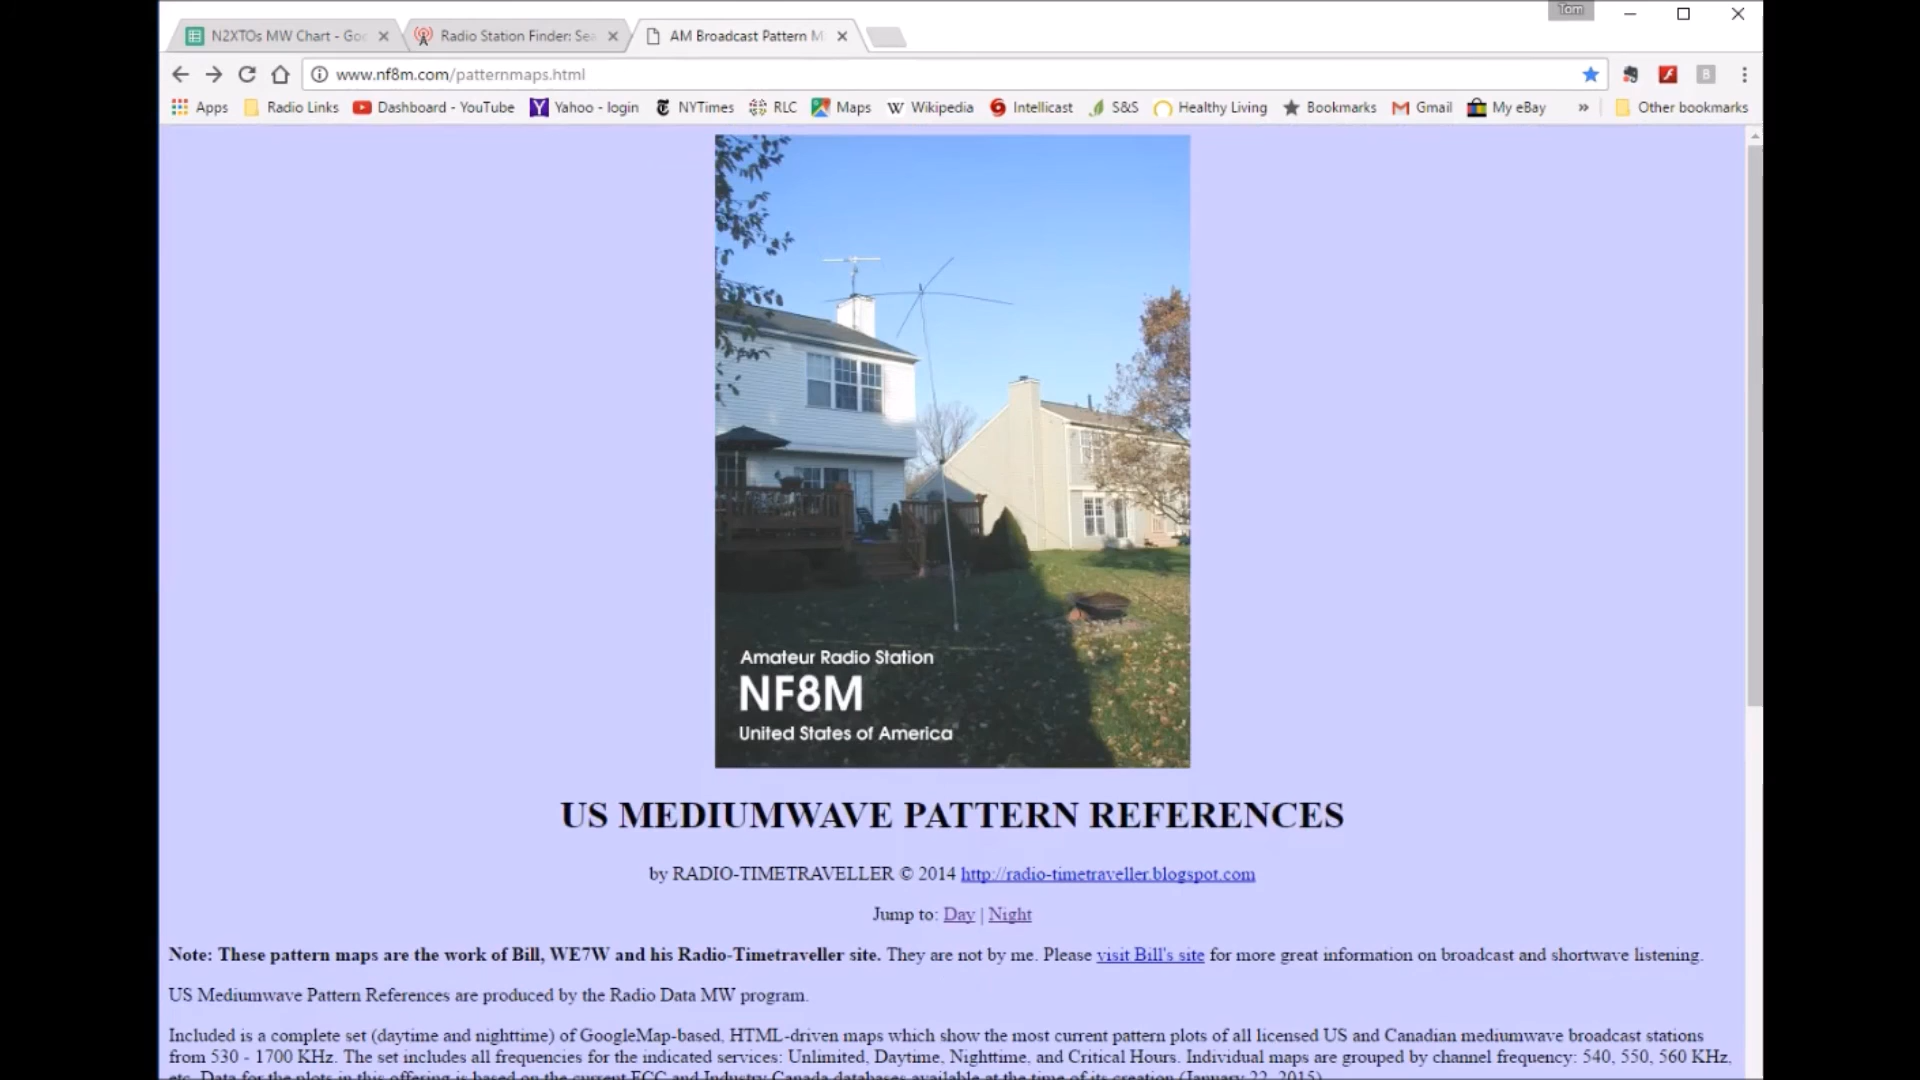 Tom
N2XTOs MW Chart - Goo
Radio Station Finder: Sea
AM Broadcast Pattern M
www.nf8m.com/patternmaps.html
Apps
Radio Links
Dashboard - YouTube
Yahoo - login
NYTimes
RLC
Maps
Wikipedia
Intellicast
S&S
Healthy Living
Bookmarks
Gmail
My eBay
»
Other bookmarks
Amateur Radio Station
NF8M
United States of America
US MEDIUMWAVE PATTERN REFERENCES
by RADIO-TIMETRAVELLER © 2014 http://radio-timetraveller.blogspot.com
Jump to: Day | Night
Note: These pattern maps are the work of Bill, WE7W and his Radio-Timetraveller site. They are not by me. Please visit Bill's site for more great information on broadcast and shortwave listening.
US Mediumwave Pattern References are produced by the Radio Data MW program.
Included is a complete set (daytime and nighttime) of GoogleMap-based, HTML-driven maps which show the most current pattern plots of all licensed US and Canadian mediumwave broadcast stations
from 530 - 1700 KHz. The set includes all frequencies for the indicated services: Unlimited, Daytime, Nighttime, and Critical Hours. Individual maps are grouped by channel frequency: 540, 550, 560 KHz,
etc. Data for the plots in this offering is based on the current FCC and Industry Canada databases available at the time of its creation (January 22, 2015).